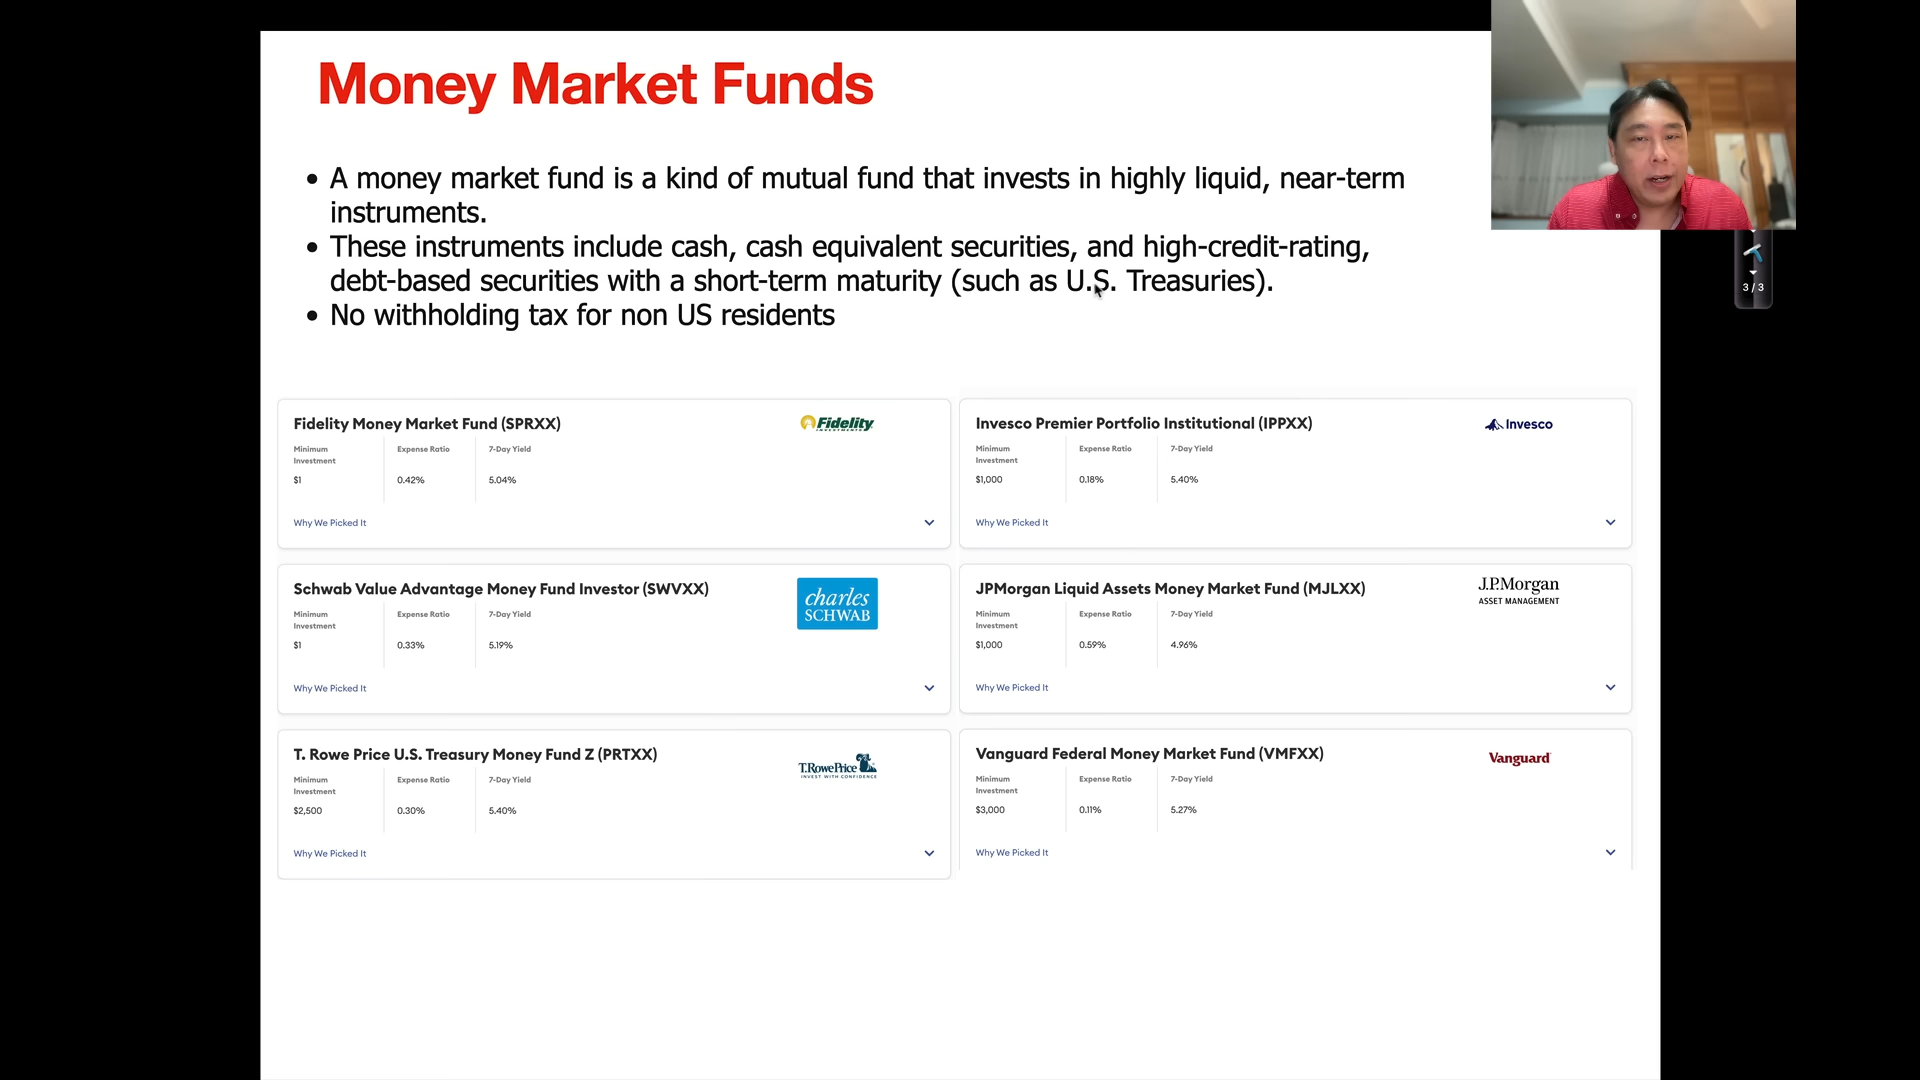 Money Market Funds
• A money market fund is a kind of mutual fund that invests in highly liquid, near-term
instruments.
• These instruments include cash, cash equivalent securities, and high-credit-rating,
debt-based securities with a short-term maturity (such as U.S. Treasuries).
• No withholding tax for non US residents
3 / 3
Fidelity Money Market Fund (SPRXX)
Fidelity
INVESTMENTS
Minimum
Investment
Expense Ratio
7-Day Yield
$1
0.42%
5.04%
Why We Picked It
Invesco Premier Portfolio Institutional (IPPXX)
Invesco
Minimum
Investment
Expense Ratio
7-Day Yield
$1,000
0.18%
5.40%
Why We Picked It
Schwab Value Advantage Money Fund Investor (SWVXX)
charles
SCHWAB
Minimum
Investment
Expense Ratio
7-Day Yield
$1
0.33%
5.19%
Why We Picked It
JPMorgan Liquid Assets Money Market Fund (MJLXX)
J.P.Morgan
ASSET MANAGEMENT
Minimum
Investment
Expense Ratio
7-Day Yield
$1,000
0.59%
4.96%
Why We Picked It
T. Rowe Price U.S. Treasury Money Fund Z (PRTXX)
T.RowePrice
INVEST WITH CONFIDENCE
Minimum
Investment
Expense Ratio
7-Day Yield
$2,500
0.30%
5.40%
Why We Picked It
Vanguard Federal Money Market Fund (VMFXX)
Vanguard
Minimum
Investment
Expense Ratio
7-Day Yield
$3,000
0.11%
5.27%
Why We Picked It